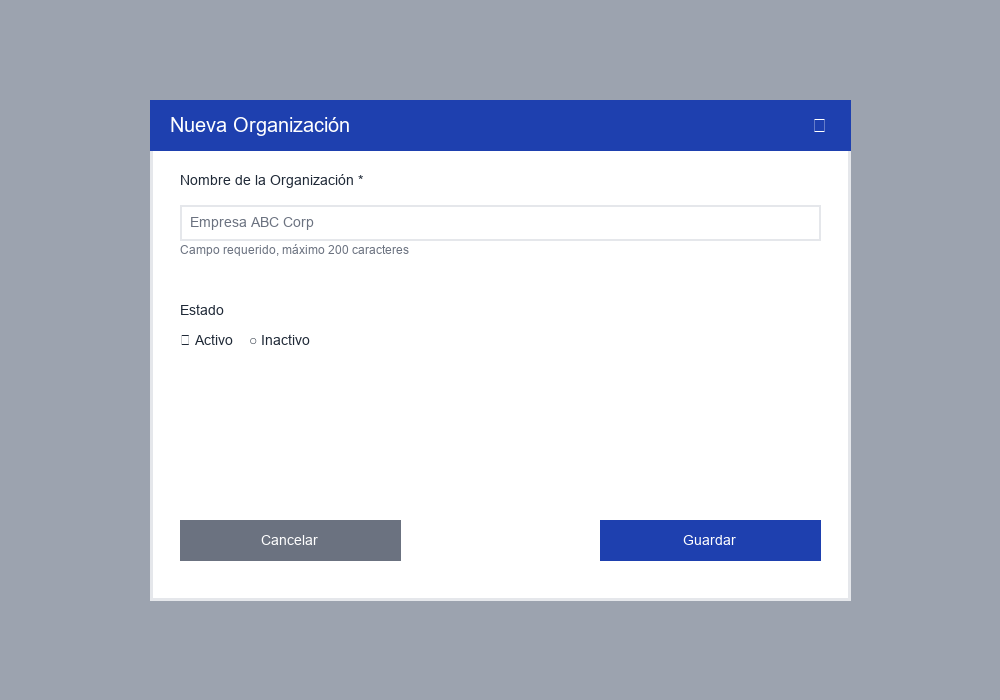 Nueva Organización
Nombre de la Organización *
Empresa ABC Corp
Campo requerido, máximo 200 caracteres
Estado
Activo ○ Inactivo
Cancelar Guardar